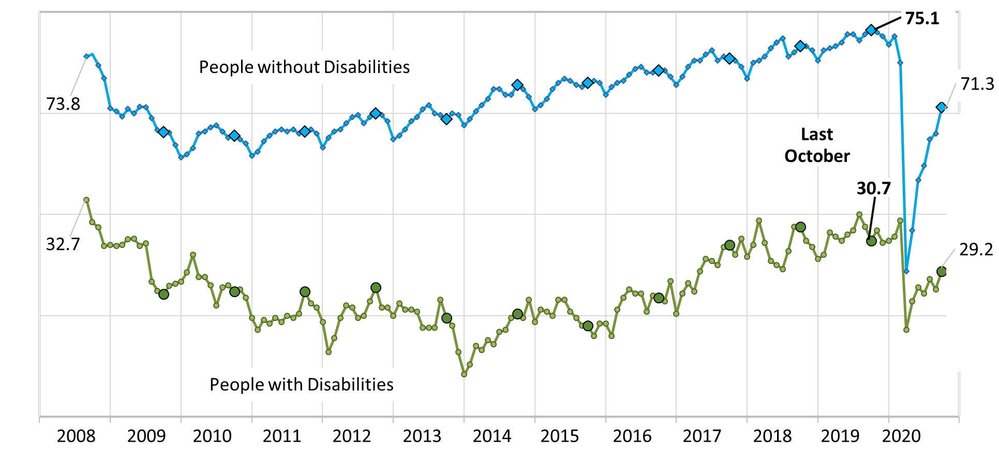 75.1
People without Disabilities
71.3
73.8
Last
October
30.7
32.7
29.2
People with Disabilities
2008 2009 2010 2011 2012 2013 2014 2015 2016 2017 2018 2019 2020